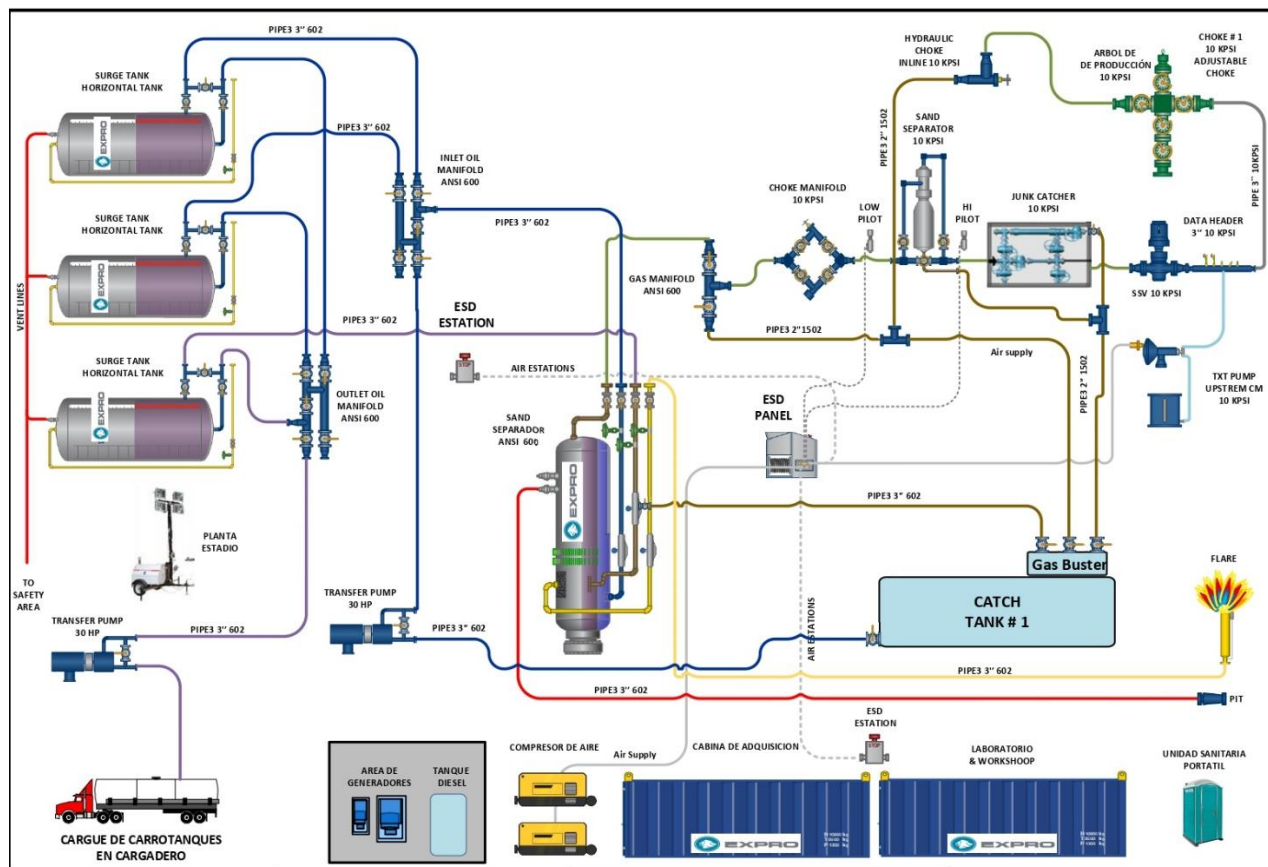 PIPE3 3'' 602
SURGE TANK
HORIZONTAL TANK
EXPRO
PIPE3 3'' 602
SURGE TANK
HORIZONTAL TANK
EXPRO
VENT LINES
SURGE TANK
HORIZONTAL TANK
EXPRO
TO
SAFETY
AREA
INLET OIL
MANIFOLD
ANSI 600
PIPE3 3'' 602
PIPE3 3'' 602
OUTLET OIL
MANIFOLD
ANSI 600
ESD
ESTATION
STOP
AIR ESTATIONS
HYDRAULIC
CHOKE
INLINE 10 KPSI
ARBOL DE
DE PRODUCCIÓN
10 KPSI
CHOKE # 1
10 KPSI
ADJUSTABLE
CHOKE
PIPE3 2'' 1502
SAND
SEPARATOR
10 KPSI
PIPE 3'' 10KPSI
CHOKE MANIFOLD
10 KPSI
LOW
PILOT
HI
PILOT
JUNK CATCHER
10 KPSI
DATA HEADER
3'' 10 KPSI
SSV 10 KPSI
GAS MANIFOLD
ANSI 600
PIPE3 2'' 1502
Air supply
PIPE3 2'' 1502
TXT PUMP
UPSTREM CM
10 KPSI
ESD
PANEL
SAND
SEPARADOR
ANSI 600
EXPRO
PIPE3 3'' 602
AIR ESTATIONS
Gas Buster
CATCH
TANK # 1
FLARE
PLANTA
ESTADIO
TRANSFER PUMP
30 HP
PIPE3 3'' 602
TRANSFER PUMP
30 HP
PIPE3 3'' 602
PIPE3 3'' 602
PIPE3 3'' 602
PIT
CARGUE DE CARROTANQUES
EN CARGADERO
AREA DE
GENERADORES
TANQUE
DIESEL
COMPRESOR DE AIRE
Air Supply
CABINA DE ADQUISICION
EXPRO
ESD
ESTATION
STOP
LABORATORIO
& WORKSHOOP
EXPRO
UNIDAD SANITARIA
PORTATIL